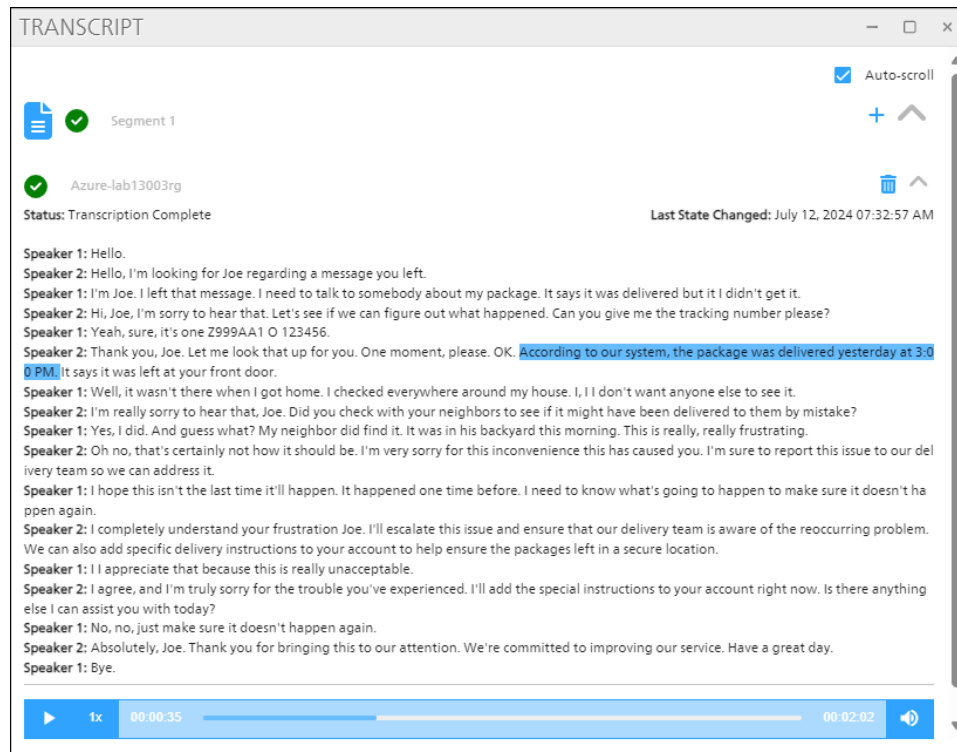 TRANSCRIPT
Auto-scroll
Segment 1
Azure-lab13003rg
Status: Transcription Complete Last State Changed: July 12, 2024 07:32:57 AM
Speaker 1: Hello.
Speaker 2: Hello, I'm looking for Joe regarding a message you left.
Speaker 1: I'm Joe. I left that message. I need to talk to somebody about my package. It says it was delivered but it I didn't get it.
Speaker 2: Hi, Joe, I'm sorry to hear that. Let's see if we can figure out what happened. Can you give me the tracking number please?
Speaker 1: Yeah, sure, it's one Z999AA1 O 123456.
Speaker 2: Thank you, Joe. Let me look that up for you. One moment, please. OK. According to our system, the package was delivered yesterday at 3:0
0 PM. It says it was left at your front door.
Speaker 1: Well, it wasn't there when I got home. I checked everywhere around my house. I, I I don't want anyone else to see it.
Speaker 2: I'm really sorry to hear that, Joe. Did you check with your neighbors to see if it might have been delivered to them by mistake?
Speaker 1: Yes, I did. And guess what? My neighbor did find it. It was in his backyard this morning. This is really, really frustrating.
Speaker 2: Oh no, that's certainly not how it should be. I'm very sorry for this inconvenience this has caused you. I'm sure to report this issue to our del
ivery team so we can address it.
Speaker 1: I hope this isn't the last time it'll happen. It happened one time before. I need to know what's going to happen to make sure it doesn't ha
ppen again.
Speaker 2: I completely understand your frustration Joe. I'll escalate this issue and ensure that our delivery team is aware of the reoccurring problem.
We can also add specific delivery instructions to your account to help ensure the packages left in a secure location.
Speaker 1: I I appreciate that because this is really unacceptable.
Speaker 2: I agree, and I'm truly sorry for the trouble you've experienced. I'll add the special instructions to your account right now. Is there anything
else I can assist you with today?
Speaker 1: No, no, just make sure it doesn't happen again.
Speaker 2: Absolutely, Joe. Thank you for bringing this to our attention. We're committed to improving our service. Have a great day.
Speaker 1: Bye.
1x 00:00:35 00:02:02